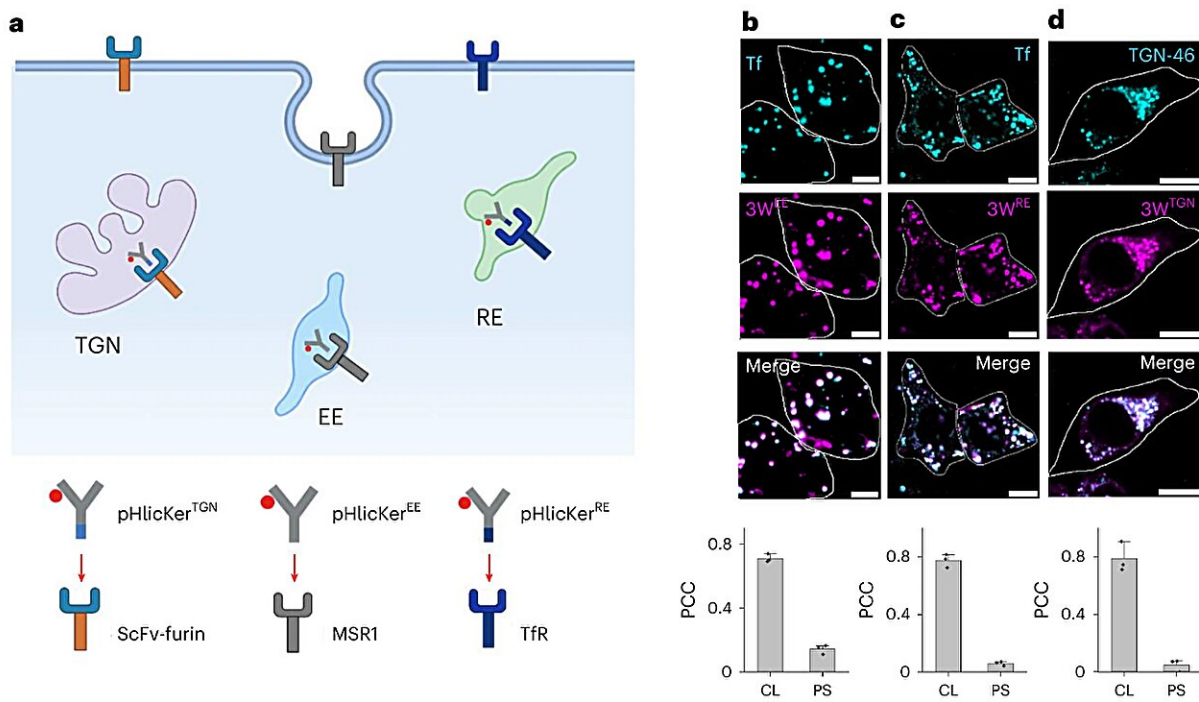 a
TGN
EE
RE
pHlicKer^TGN
pHlicKer^EE
pHlicKer^RE
ScFv-furin
MSR1
TfR
b
Tf
3W^EE
Merge
PCC
0.8
0.4
0
CL
PS
c
Tf
3W^RE
Merge
PCC
0.8
0.4
0
CL
PS
d
TGN-46
3W^TGN
Merge
PCC
0.8
0.4
0
CL
PS